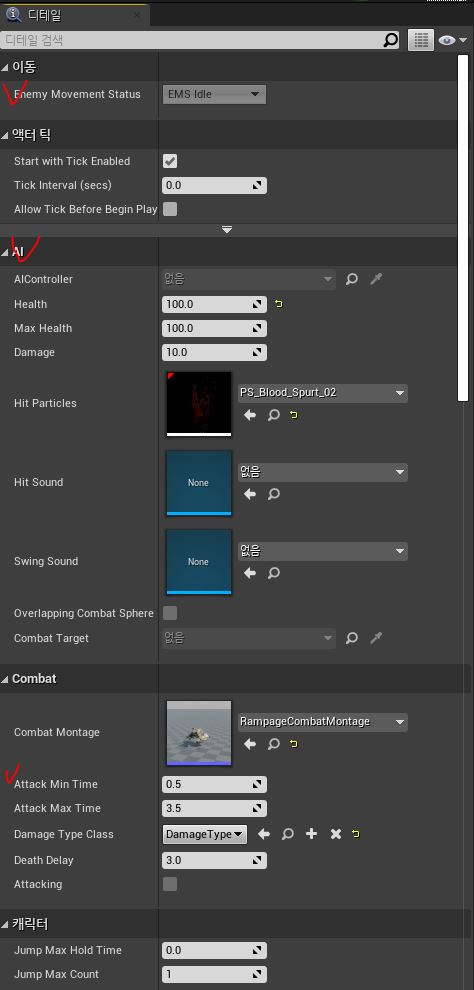 디테일
디테일 검색
이동
Enemy Movement Status EMS Idle
액터 틱
Start with Tick Enabled
Tick Interval (secs) 0.0
Allow Tick Before Begin Play
AI
AIController 없음
Health 100.0
Max Health 100.0
Damage 10.0
Hit Particles PS_Blood_Spurt_02
Hit Sound None 없음
Swing Sound None 없음
Overlapping Combat Sphere
Combat Target 없음
Combat
Combat Montage RampageCombatMontage
Attack Min Time 0.5
Attack Max Time 3.5
Damage Type Class DamageType
Death Delay 3.0
Attacking
캐릭터
Jump Max Hold Time 0.0
Jump Max Count 1